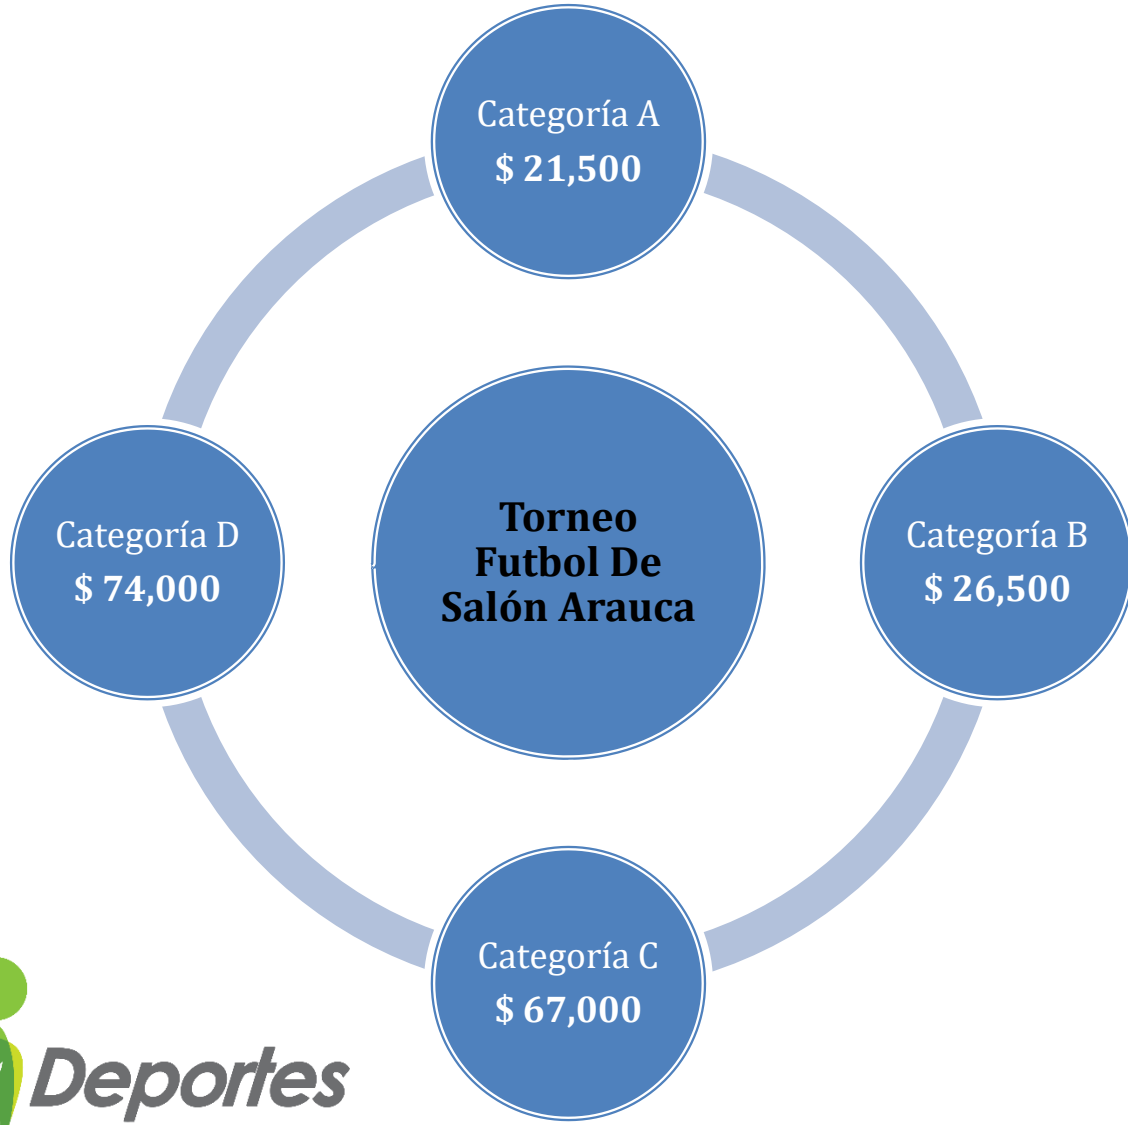 Categoría A
$ 21,500
Categoría D
$ 74,000
Torneo
Futbol De
Salón Arauca
Categoría B
$ 26,500
Categoría C
$ 67,000
Deportes